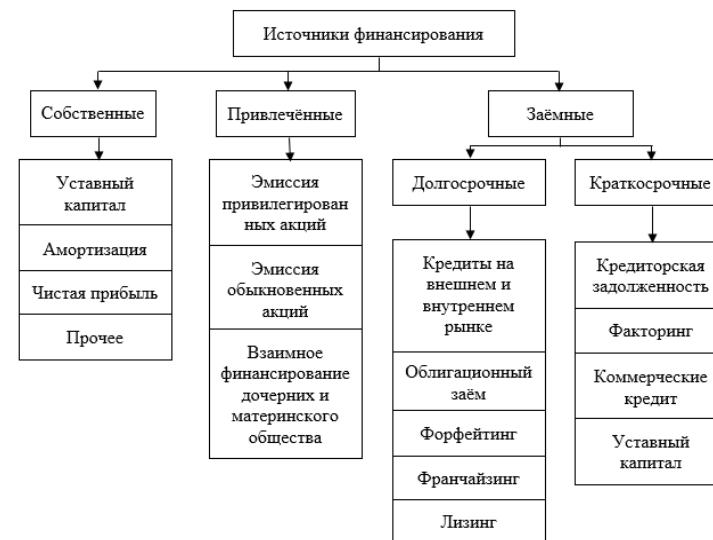 Источники финансирования
Собственные
Привлечённые
Заёмные
Уставный
капитал
Амортизация
Чистая прибыль
Прочее
Эмиссия
привилегирован
ных акций
Эмиссия
обыкновенных
акций
Взаимное
финансирование
дочерних и
материнского
общества
Долгосрочные
Краткосрочные
Кредиты на
внешнем и
внутреннем
рынке
Облигационный
заём
Форфейтинг
Франчайзинг
Лизинг
Кредиторская
задолженность
Факторинг
Коммерческие
кредит
Уставный
капитал